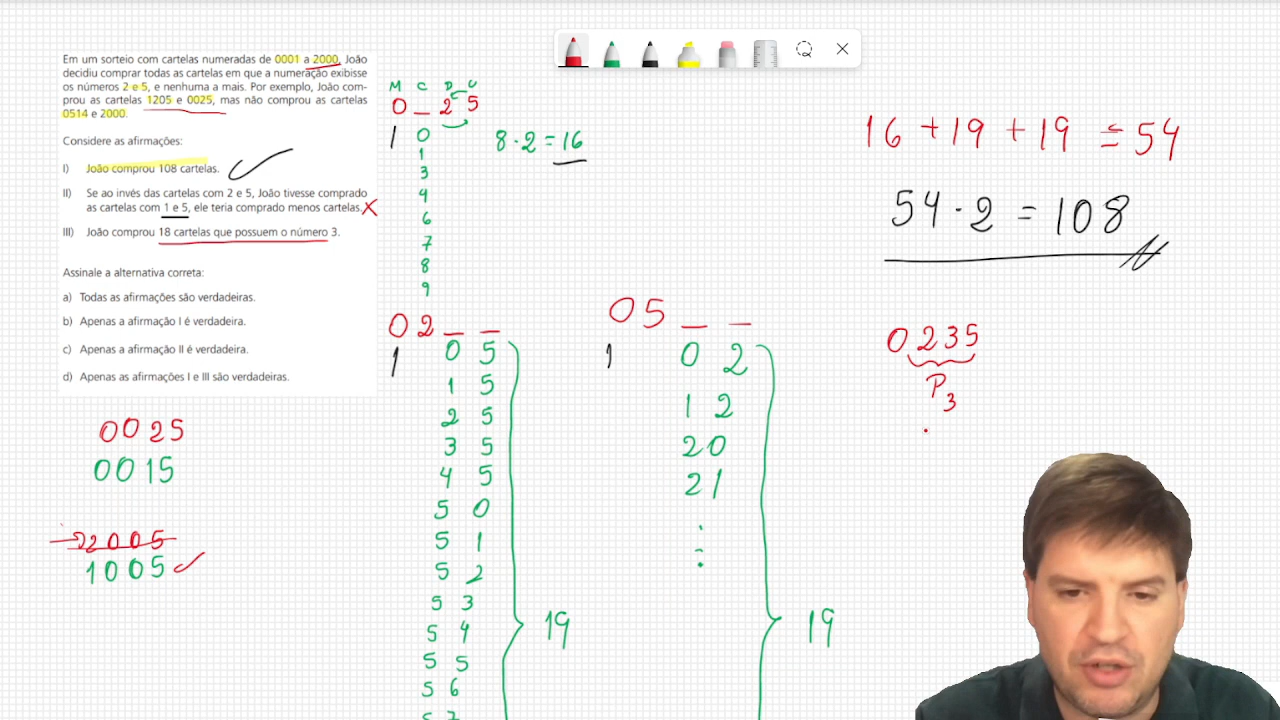 Em um sorteio com cartelas numeradas de 0001 a 2000, João
decidiu comprar todas as cartelas em que a numeração exibisse
os números 2 e 5, e nenhuma a mais. Por exemplo, João com-
prou as cartelas 1205 e 0025, mas não comprou as cartelas
0514 e 2000.
Considere as afirmações:
I) João comprou 108 cartelas.
II) Se ao invés das cartelas com 2 e 5, João tivesse comprado
as cartelas com 1 e 5, ele teria comprado menos cartelas.
III) João comprou 18 cartelas que possuem o número 3.
Assinale a alternativa correta:
a) Todas as afirmações são verdadeiras.
b) Apenas a afirmação I é verdadeira.
c) Apenas a afirmação II é verdadeira.
d) Apenas as afirmações I e III são verdadeiras.
0025
0015
2005
1005
M C D U
0 _ 2 5
1 0
1
3
4
6
7
8
9
8 · 2 = 16
0 2 _ _
1 0 5
1 5
2 5
3 5
4 5
5 0
5 1
5 2
5 3
5 4
5 5
5 6
5 7
19
0 5 _ _
1 0 2
1 2
2 0
2 1
19
16 + 19 + 19 = 54
54 · 2 = 108
0235
P3